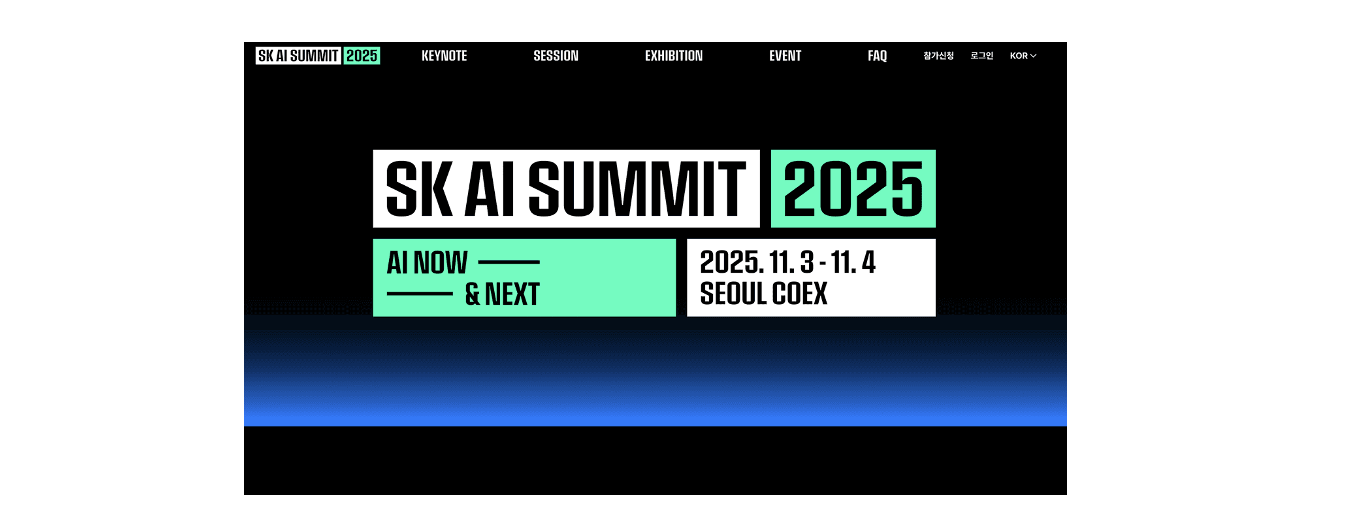 SK AI SUMMIT 2025 KEYNOTE SESSION EXHIBITION EVENT FAQ 참가신청 로그인 KOR
SK AI SUMMIT 2025
AI NOW
& NEXT
2025. 11. 3 - 11. 4
SEOUL COEX